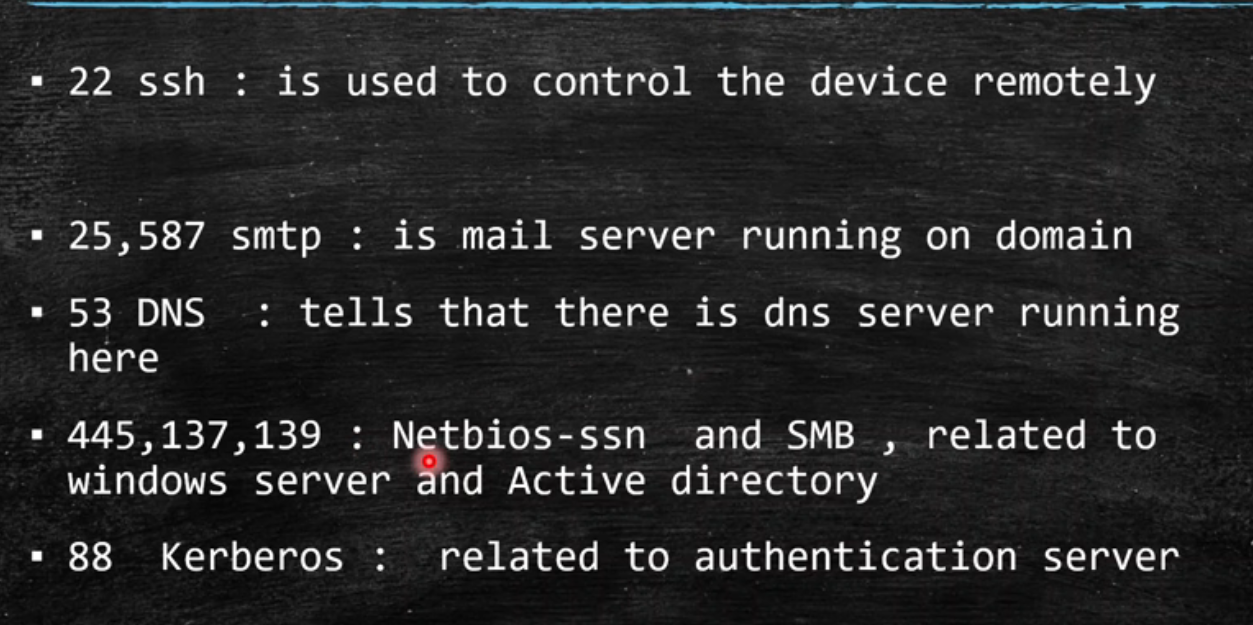 ▪ 22 ssh : is used to control the device remotely
▪ 25,587 smtp : is mail server running on domain
▪ 53 DNS  : tells that there is dns server running
here
▪ 445,137,139 : Netbios-ssn  and SMB , related to
windows server and Active directory
▪ 88  Kerberos :  related to authentication server